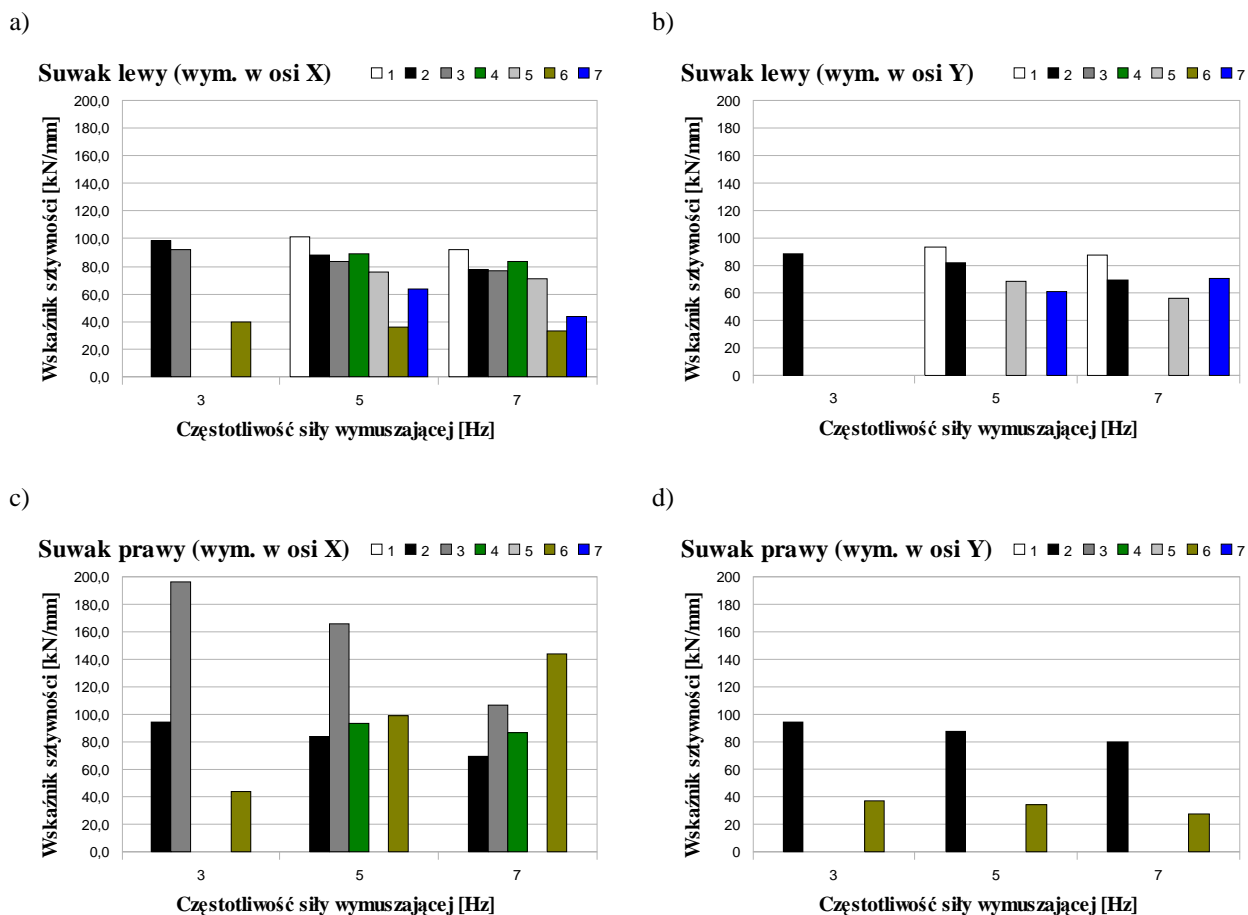 a)
Suwak lewy (wym. w osi X) 1 2 3 4 5 6 7
Wskaźnik sztywności [kN/mm]
200,0
180,0
160,0
140,0
120,0
100,0
80,0
60,0
40,0
20,0
0,0
3 5 7
Częstotliwość siły wymuszającej [Hz]
b)
Suwak lewy (wym. w osi Y) 1 2 3 4 5 6 7
Wskaźnik sztywności [kN/mm]
200
180
160
140
120
100
80
60
40
20
0
3 5 7
Częstotliwość siły wymuszającej [Hz]
c)
Suwak prawy (wym. w osi X) 1 2 3 4 5 6 7
Wskaźnik sztywności [kN/mm]
200,0
180,0
160,0
140,0
120,0
100,0
80,0
60,0
40,0
20,0
0,0
3 5 7
Częstotliwość siły wymuszającej [Hz]
d)
Suwak prawy (wym. w osi Y) 1 2 3 4 5 6 7
Wskaźnik sztywności [kN/mm]
200
180
160
140
120
100
80
60
40
20
0
3 5 7
Częstotliwość siły wymuszającej [Hz]